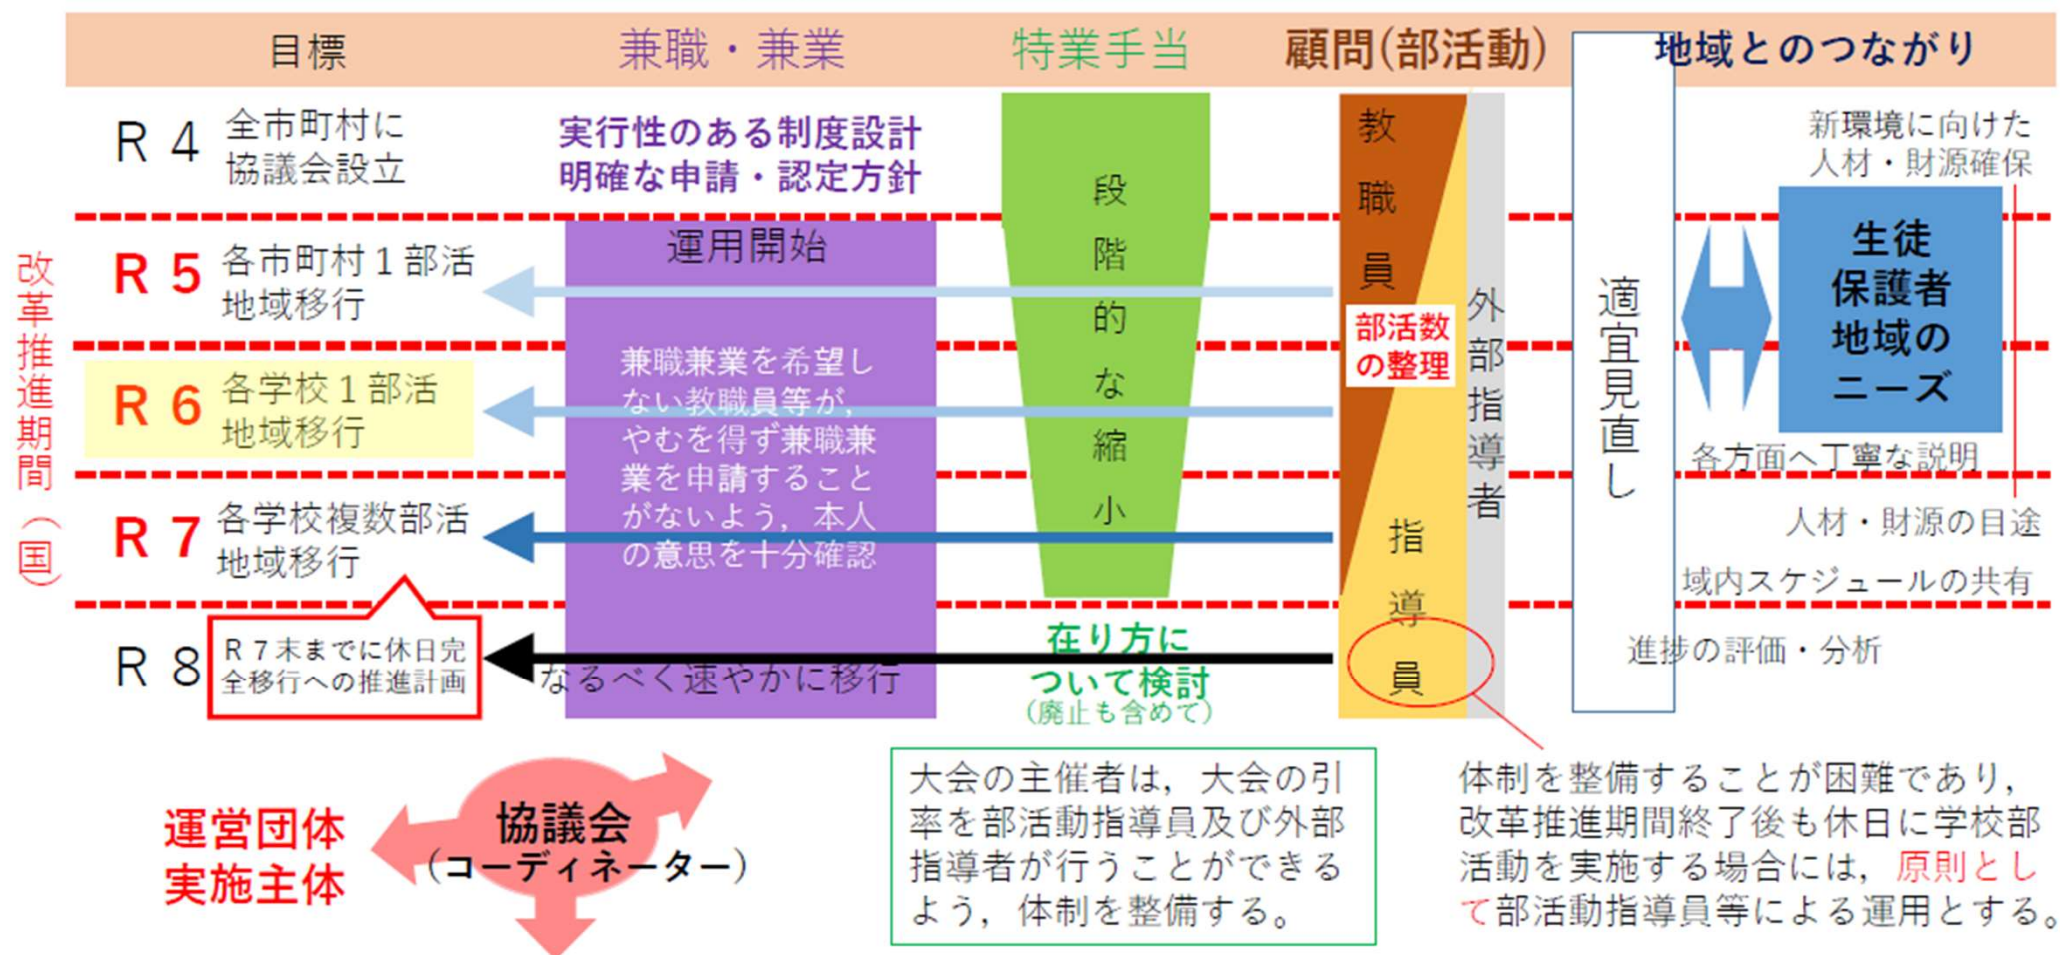 目標
兼職・兼業
特業手当
顧問(部活動)
地域とのつながり
改革推進期間（国）
R 4
全市町村に
協議会設立
実行性のある制度設計
明確な申請・認定方針
新環境に向けた
人材・財源確保
R 5
各市町村１部活
地域移行
運用開始
R 6
各学校１部活
地域移行
兼職兼業を希望し
ない教職員等が，
やむを得ず兼職兼
業を申請すること
がないよう，本人
の意思を十分確認
R 7
各学校複数部活
地域移行
R 8
R７末までに休日完
全移行への推進計画
なるべく速やかに移行
段階的な縮小
在り方に
ついて検討
（廃止も含めて）
教職員
部活数
の整理
指導員
外部指導者
適宜見直し
生徒
保護者
地域の
ニーズ
各方面へ丁寧な説明
人材・財源の目途
域内スケジュールの共有
進捗の評価・分析
運営団体
実施主体
協議会
（コーディネーター）
大会の主催者は，大会の引
率を部活動指導員及び外部
指導者が行うことができる
よう，体制を整備する。
体制を整備することが困難であり，
改革推進期間終了後も休日に学校部
活動を実施する場合には，原則とし
て部活動指導員等による運用とする。